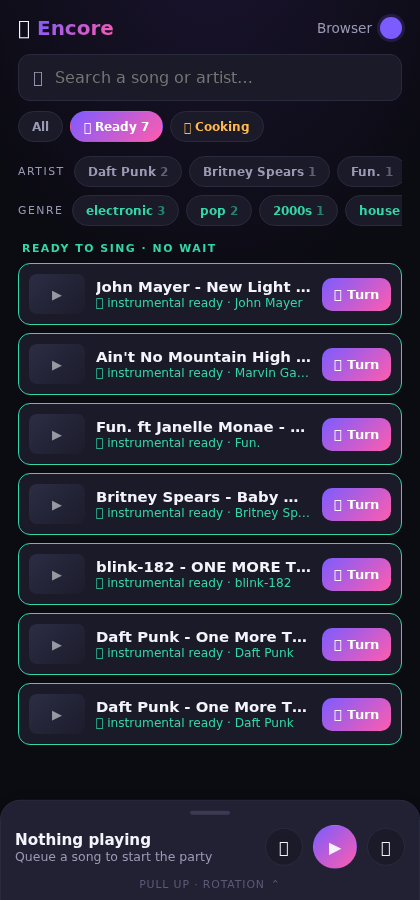 Encore
Browser
Search a song or artist…
All
Ready 7
Cooking
ARTIST
Daft Punk 2
Britney Spears 1
Fun. 1
GENRE
electronic 3
pop 2
2000s 1
house
READY TO SING · NO WAIT
John Mayer - New Light …
Instrumental ready · John Mayer
Turn
Ain't No Mountain High …
Instrumental ready · Marvin Ga…
Turn
Fun. ft Janelle Monae - …
Instrumental ready · Fun.
Turn
Britney Spears - Baby …
Instrumental ready · Britney Sp…
Turn
blink-182 - ONE MORE T…
Instrumental ready · blink-182
Turn
Daft Punk - One More T…
Instrumental ready · Daft Punk
Turn
Daft Punk - One More T…
Instrumental ready · Daft Punk
Turn
Nothing playing
Queue a song to start the party
PULL UP · ROTATION ⌃